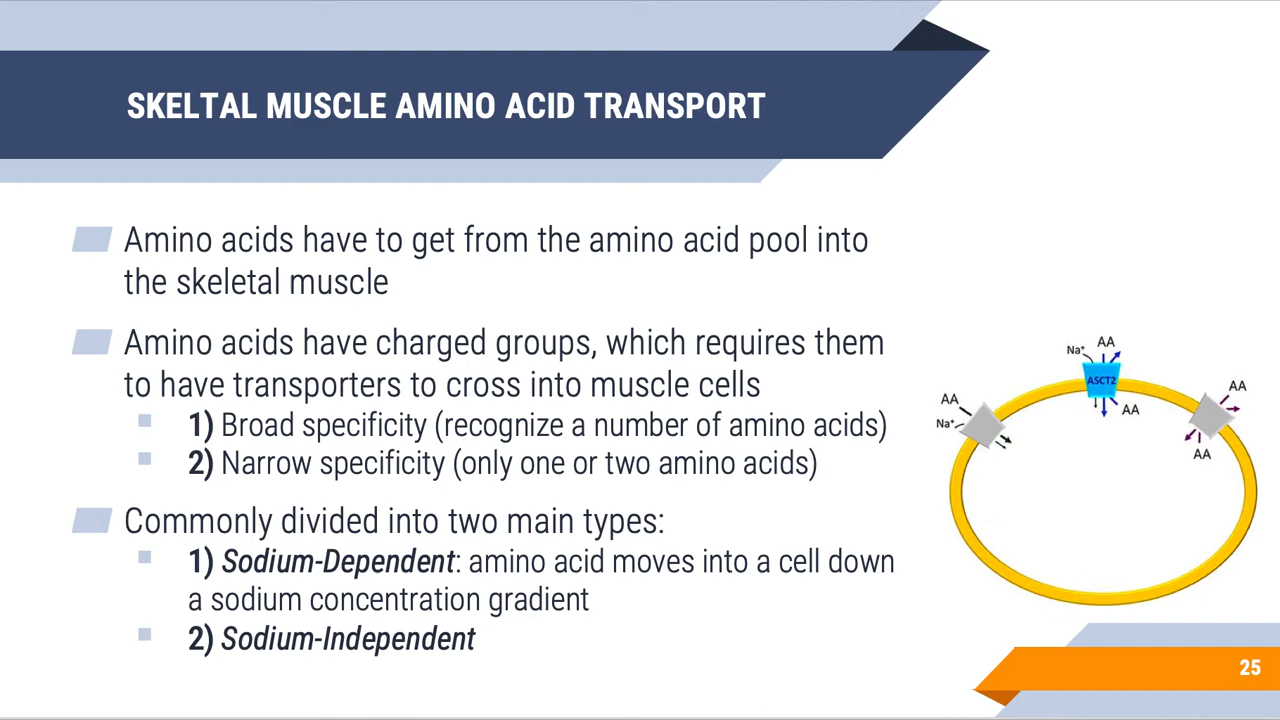 SKELTAL MUSCLE AMINO ACID TRANSPORT
Amino acids have to get from the amino acid pool into
the skeletal muscle
Amino acids have charged groups, which requires them
to have transporters to cross into muscle cells
1) Broad specificity (recognize a number of amino acids)
2) Narrow specificity (only one or two amino acids)
Commonly divided into two main types:
1) Sodium-Dependent: amino acid moves into a cell down
a sodium concentration gradient
2) Sodium-Independent
AA
Na⁺
ASCT2
AA
AA
Na⁺
AA
AA
25